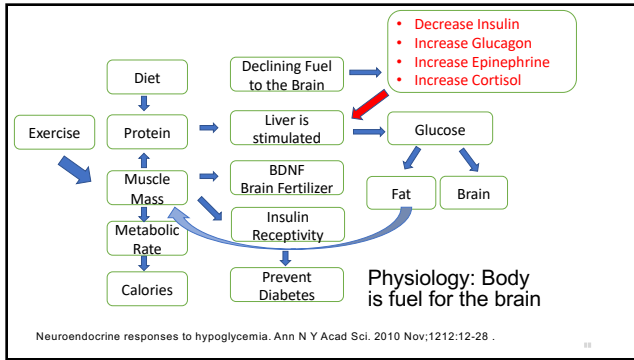 • Decrease Insulin
• Increase Glucagon
• Increase Epinephrine
• Increase Cortisol
Declining Fuel
to the Brain
Diet
Exercise
Protein
Liver is
stimulated
Glucose
Muscle
Mass
BDNF
Brain Fertilizer
Fat
Brain
Insulin
Receptivity
Metabolic
Rate
Prevent
Diabetes
Calories
Physiology: Body
is fuel for the brain
Neuroendocrine responses to hypoglycemia. Ann N Y Acad Sci. 2010 Nov;1212:12-28 .